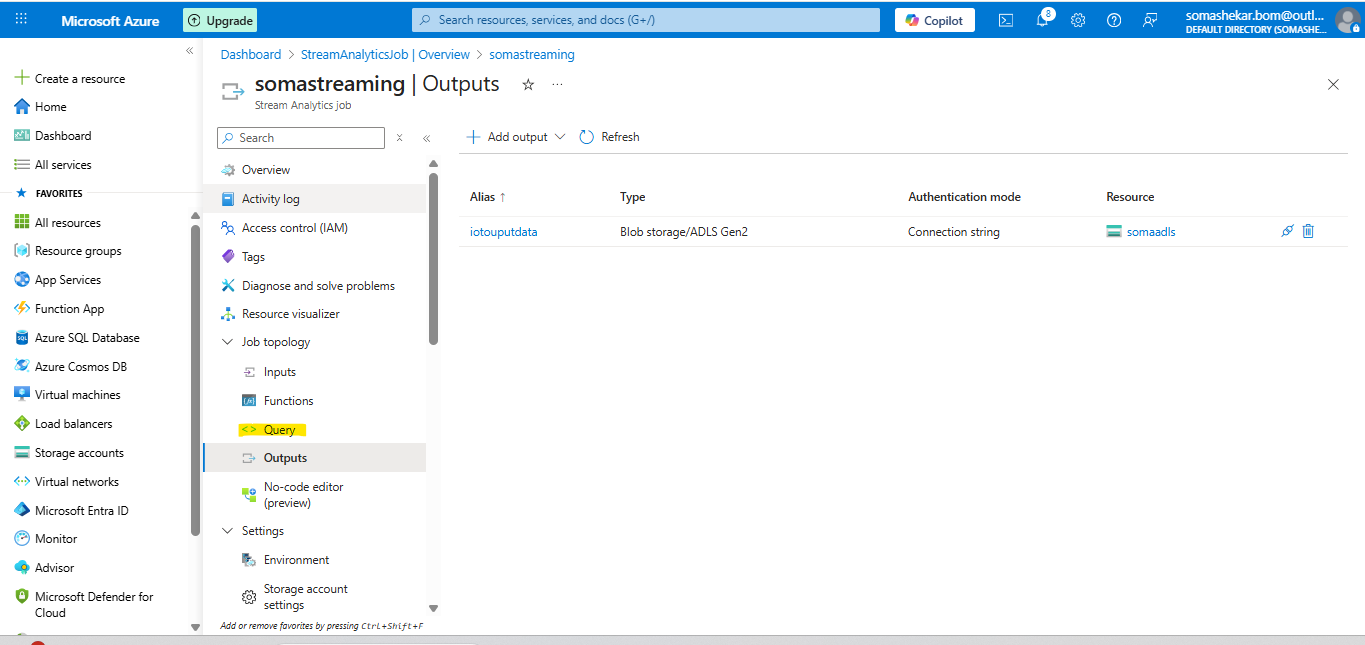 Microsoft Azure
Upgrade
Search resources, services, and docs (G+/)
Copilot
8
somashekar.bom@outl...
DEFAULT DIRECTORY (SOMASHE...
Create a resource
Home
Dashboard
All services
FAVORITES
All resources
Resource groups
App Services
Function App
Azure SQL Database
Azure Cosmos DB
Virtual machines
Load balancers
Storage accounts
Virtual networks
Microsoft Entra ID
Monitor
Advisor
Microsoft Defender for
Cloud
Dashboard > StreamAnalyticsJob | Overview > somastreaming
somastreaming | Outputs
Stream Analytics job
Search
Overview
Activity log
Access control (IAM)
Tags
Diagnose and solve problems
Resource visualizer
Job topology
Inputs
Functions
Query
Outputs
No-code editor
(preview)
Settings
Environment
Storage account
settings
Add or remove favorites by pressing Ctrl+Shift+F
Add output
Refresh
Alias ↑ Type Authentication mode Resource
iotouputdata Blob storage/ADLS Gen2 Connection string somaadls